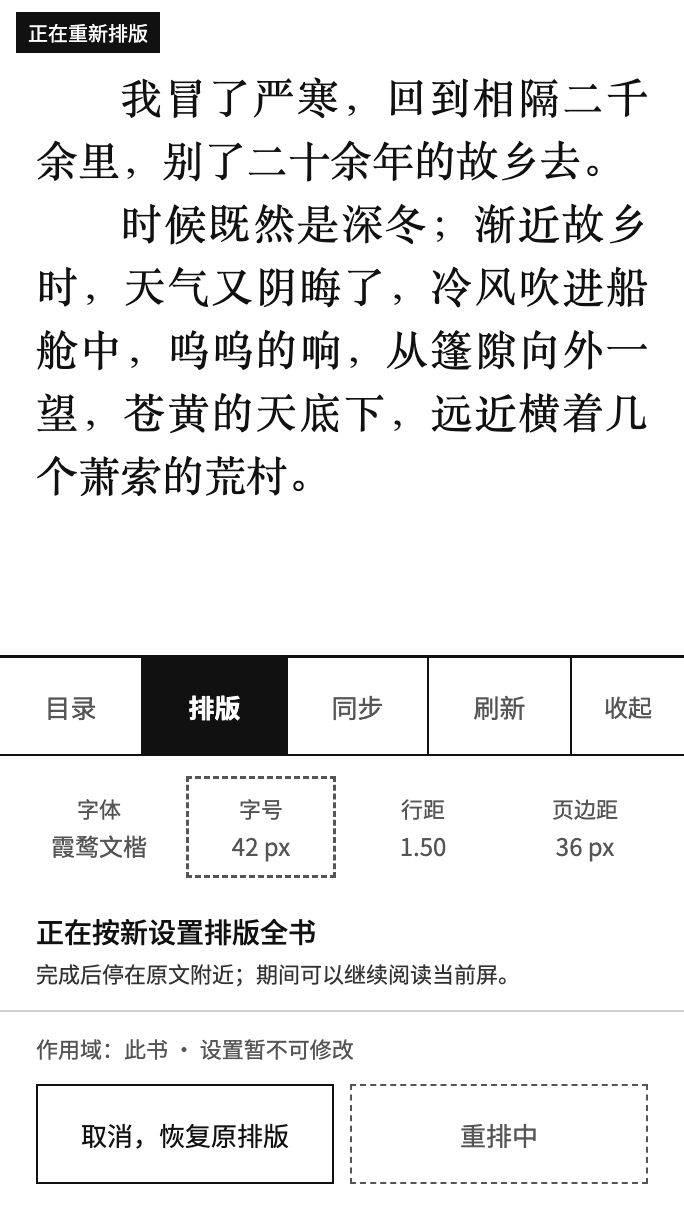 正在重新排版
我冒了严寒，回到相隔二千
余里，别了二十余年的故乡去。
时候既然是深冬；渐近故乡
时，天气又阴晦了，冷风吹进船
舱中，呜呜的响，从篷隙向外一
望，苍黄的天底下，远近横着几
个萧索的荒村。
目录 排版 同步 刷新 收起
字体 字号 行距 页边距
霞鹜文楷 42 px 1.50 36 px
正在按新设置排版全书
完成后停在原文附近；期间可以继续阅读当前屏。
作用域：此书 · 设置暂不可修改
取消，恢复原排版 重排中